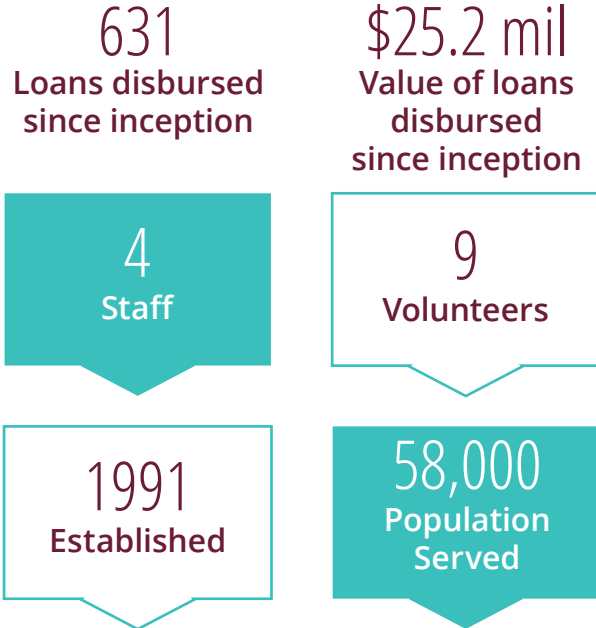 631
Loans disbursed
since inception
$25.2 mil
Value of loans
disbursed
since inception
4
Staff
9
Volunteers
1991
Established
58,000
Population
Served